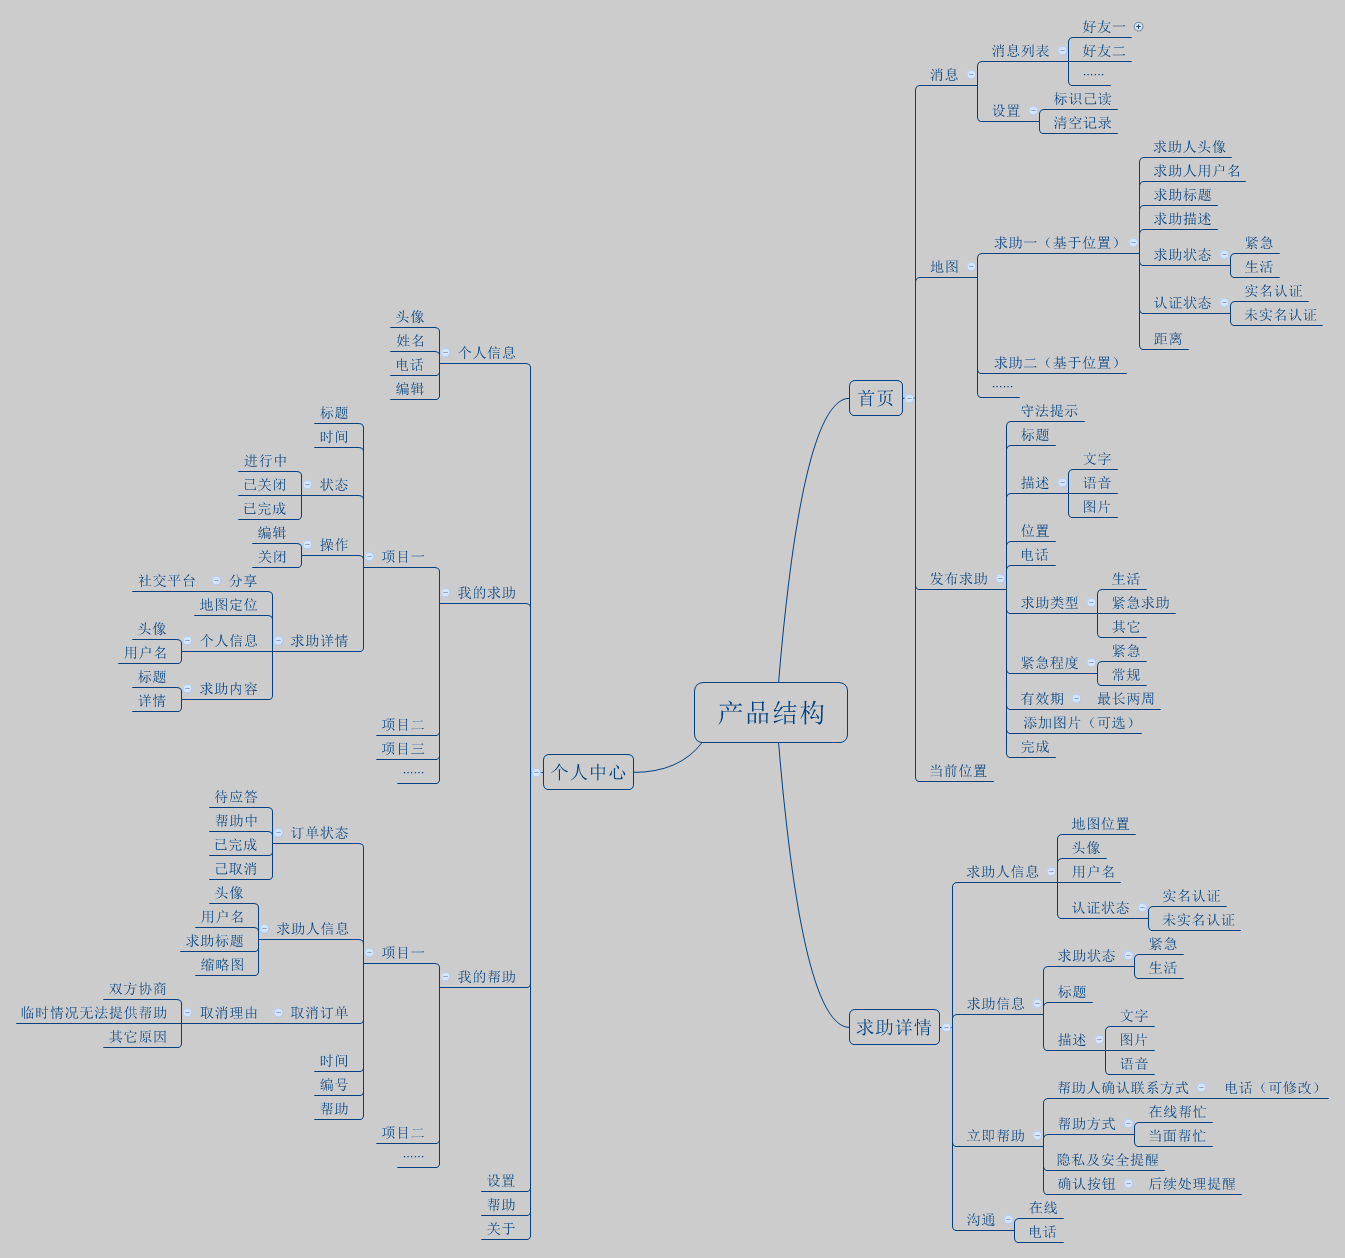 产品结构
首页
消息
消息列表
好友一
好友二
......
设置
标识己读
清空记录
地图
求助一（基于位置）
求助人头像
求助人用户名
求助标题
求助描述
求助状态
紧急
生活
认证状态
实名认证
未实名认证
距离
求助二（基于位置）
......
发布求助
守法提示
标题
描述
文字
语音
图片
位置
电话
求助类型
生活
紧急求助
其它
紧急程度
紧急
常规
有效期
最长两周
添加图片（可选）
完成
当前位置
求助详情
求助人信息
地图位置
头像
用户名
认证状态
实名认证
未实名认证
求助信息
求助状态
紧急
生活
标题
描述
文字
图片
语音
立即帮助
帮助人确认联系方式
电话（可修改）
帮助方式
在线帮忙
当面帮忙
隐私及安全提醒
确认按钮
后续处理提醒
沟通
在线
电话
个人中心
个人信息
头像
姓名
电话
编辑
我的求助
项目一
标题
时间
状态
进行中
已关闭
已完成
操作
编辑
关闭
求助详情
分享
社交平台
地图定位
个人信息
头像
用户名
求助内容
标题
详情
项目二
项目三
......
我的帮助
项目一
订单状态
待应答
帮助中
已完成
己取消
求助人信息
头像
用户名
求助标题
缩略图
取消订单
取消理由
双方协商
临时情况无法提供帮助
其它原因
时间
编号
帮助
项目二
......
设置
帮助
关于